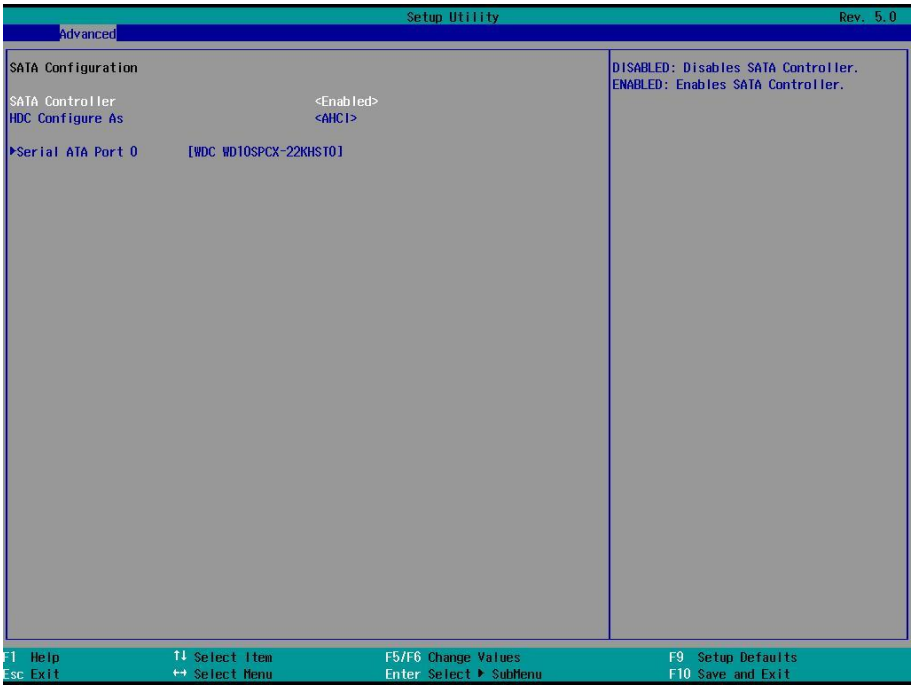 Setup Utility Rev. 5.0
Advanced
SATA Configuration
SATA Controller <Enabled>
HDC Configure As <AHCI>
▶Serial ATA Port 0 [WDC WD10SPCX-22KHST0]
DISABLED: Disables SATA Controller.
ENABLED: Enables SATA Controller.
F1 Help ↑↓ Select Item F5/F6 Change Values F9 Setup Defaults
Esc Exit ↔ Select Menu Enter Select ▶ SubMenu F10 Save and Exit